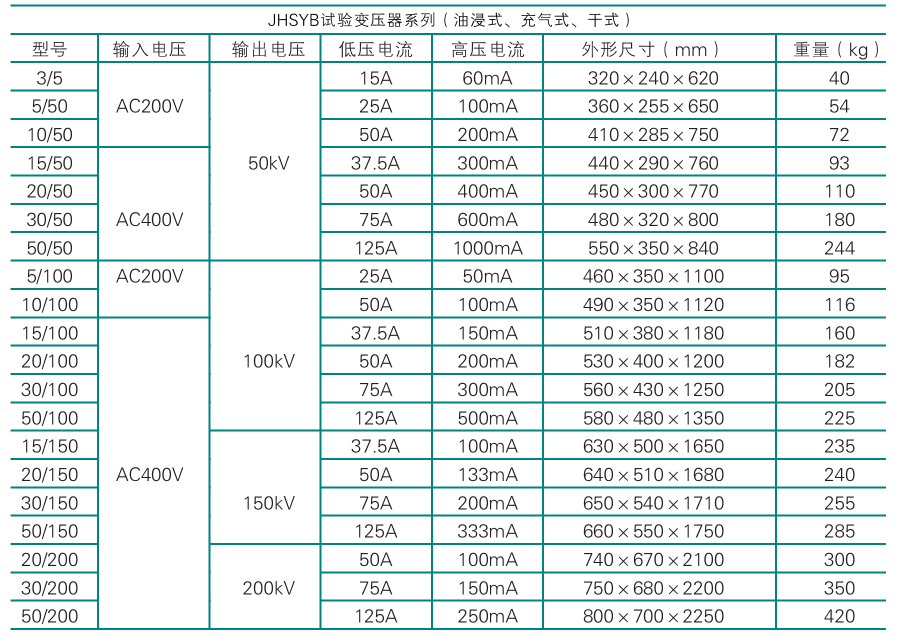 JHSYB试验变压器系列（油浸式、充气式、干式）
型号 输入电压 输出电压 低压电流 高压电流 外形尺寸（mm） 重量（kg）
3/5 15A 60mA 320×240×620 40
5/50 AC200V 25A 100mA 360×255×650 54
10/50 50A 200mA 410×285×750 72
15/50 50kV 37.5A 300mA 440×290×760 93
20/50 50A 400mA 450×300×770 110
30/50 AC400V 75A 600mA 480×320×800 180
50/50 125A 1000mA 550×350×840 244
5/100 AC200V 25A 50mA 460×350×1100 95
10/100 50A 100mA 490×350×1120 116
15/100 37.5A 150mA 510×380×1180 160
20/100 100kV 50A 200mA 530×400×1200 182
30/100 75A 300mA 560×430×1250 205
50/100 125A 500mA 580×480×1350 225
15/150 37.5A 100mA 630×500×1650 235
20/150 AC400V 50A 133mA 640×510×1680 240
30/150 150kV 75A 200mA 650×540×1710 255
50/150 125A 333mA 660×550×1750 285
20/200 50A 100mA 740×670×2100 300
30/200 200kV 75A 150mA 750×680×2200 350
50/200 125A 250mA 800×700×2250 420